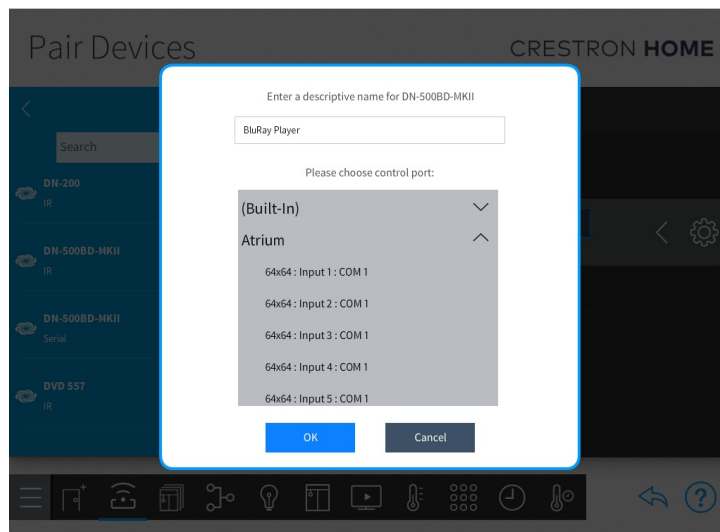 Pair Devices
CRESTRON HOME
Enter a descriptive name for DN-500BD-MKII
BluRay Player
Please choose control port:
(Built-In)
Atrium
64x64 : Input 1 : COM 1
64x64 : Input 2 : COM 1
64x64 : Input 3 : COM 1
64x64 : Input 4 : COM 1
64x64 : Input 5 : COM 1
OK
Cancel
Search
DN-200
IR
DN-500BD-MKII
IR
DN-500BD-MKII
Serial
DVD 557
IR